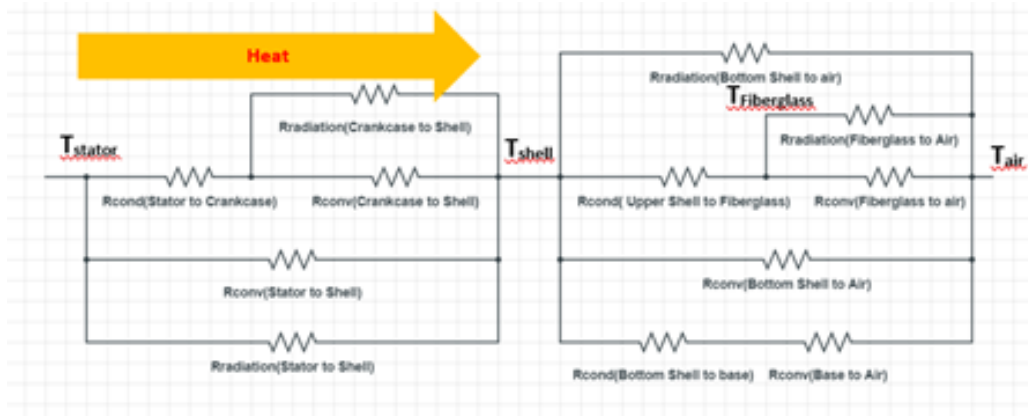 Heat
Rradiation(Bottom Shell to air)
TFiberglass
Rradiation(Crankcase to Shell)
Rradiation(Fiberglass to Air)
Tstator
Tshell
Tair
Rcond(Stator to Crankcase)
Rconv(Crankcase to Shell)
Rcond( Upper Shell to Fiberglass)
Rconv(Fiberglass to air)
Rconv(Stator to Shell)
Rconv(Bottom Shell to Air)
Rradiation(Stator to Shell)
Rcond(Bottom Shell to base)
Rconv(Base to Air)